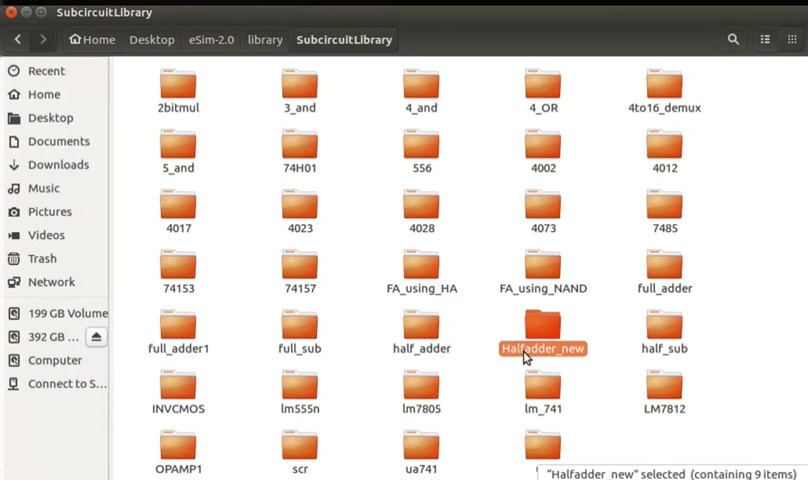 SubcircuitLibrary
Home Desktop eSim-2.0 library SubcircuitLibrary
Recent
Home
Desktop
Documents
Downloads
Music
Pictures
Videos
Trash
Network
199 GB Volume
392 GB ...
Computer
Connect to S...
2bitmul 3_and 4_and 4_OR 4to16_demux
5_and 74H01 556 4002 4012
4017 4023 4028 4073 7485
74153 74157 FA_using_HA FA_using_NAND full_adder
full_adder1 full_sub half_adder Halfadder_new half_sub
INVCMOS lm555n lm7805 lm_741 LM7812
OPAMP1 scr ua741
"Halfadder_new" selected (containing 9 items)